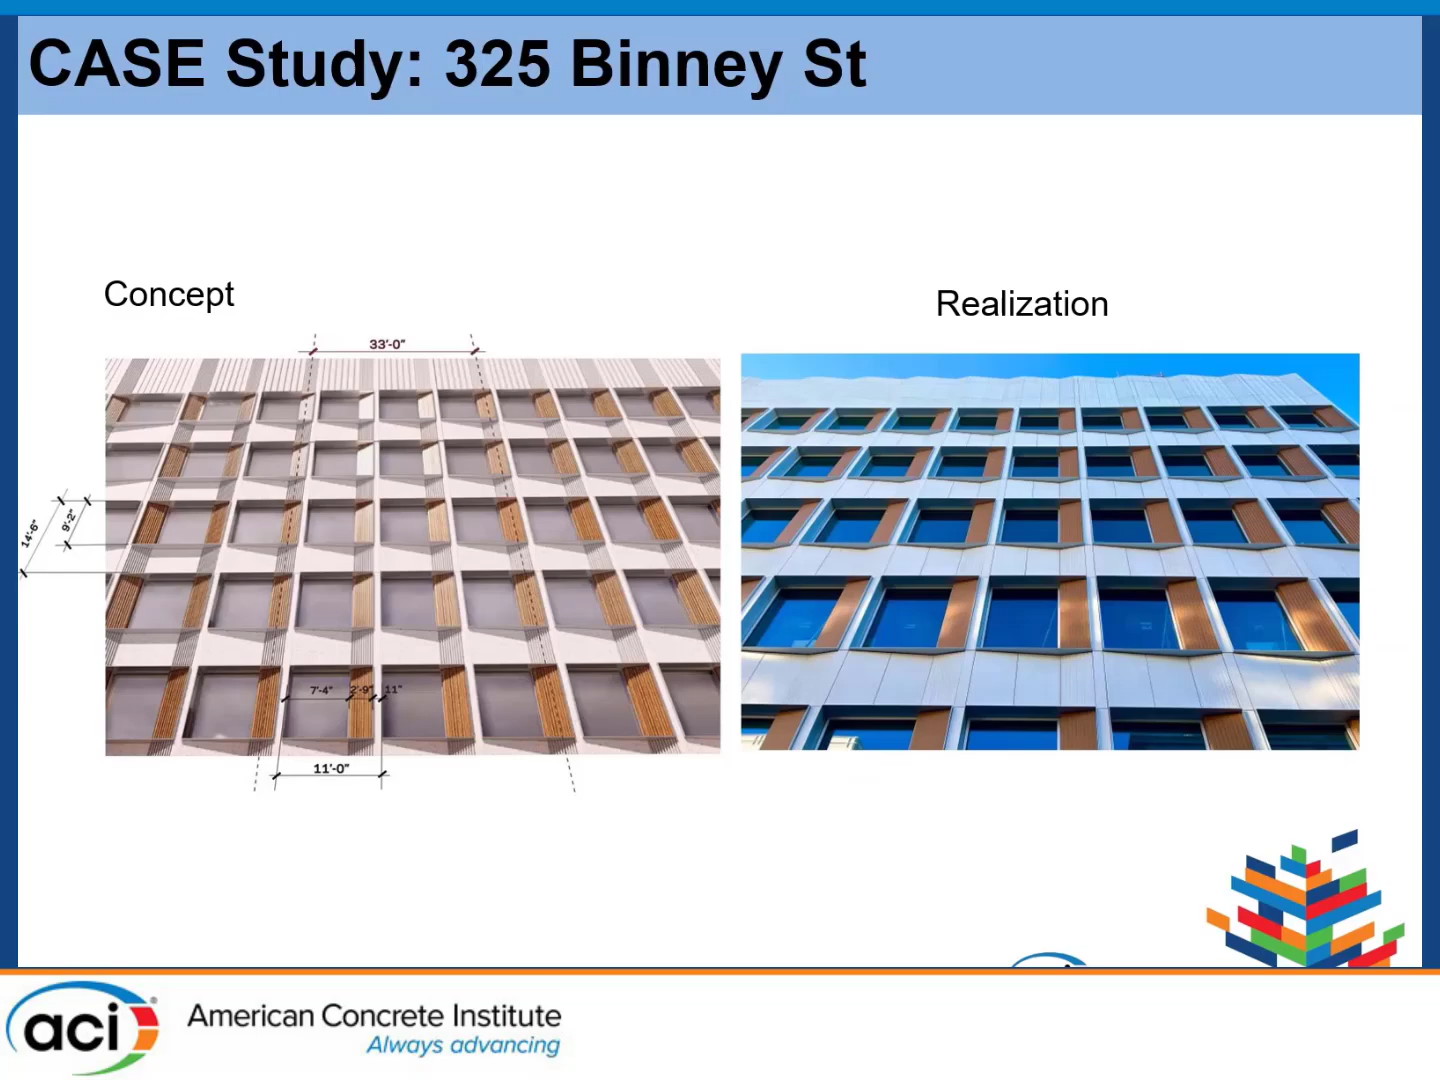 CASE Study: 325 Binney St
Concept
Realization
33'-0"
14'-6"
9'-2"
7'-4" 2'-9" 11"
11'-0"
aci®
American Concrete Institute
Always advancing